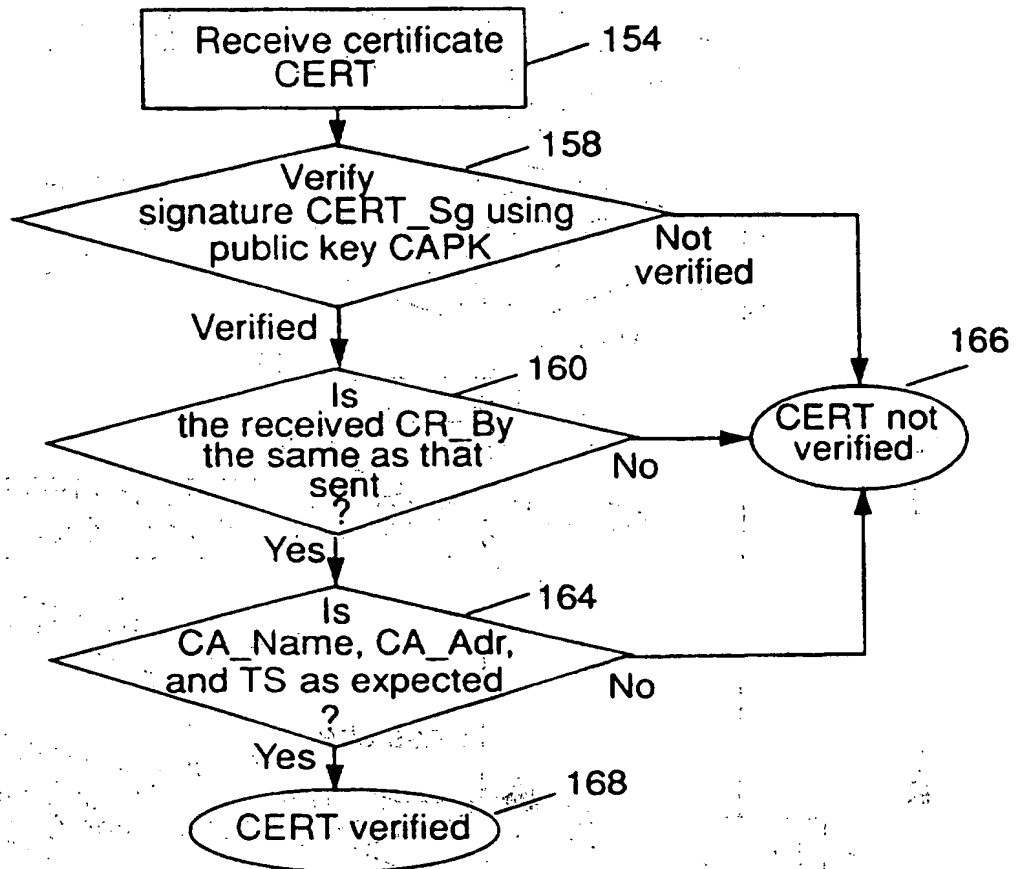 Receive certificate
CERT
154
158
Verify
signature CERT_Sg using
public key CAPK
Not
verified
Verified
160
166
Is
the received CR_By
the same as that
sent
?
No
CERT not
verified
Yes
164
Is
CA_Name, CA_Adr,
and TS as expected
?
No
Yes
168
CERT verified